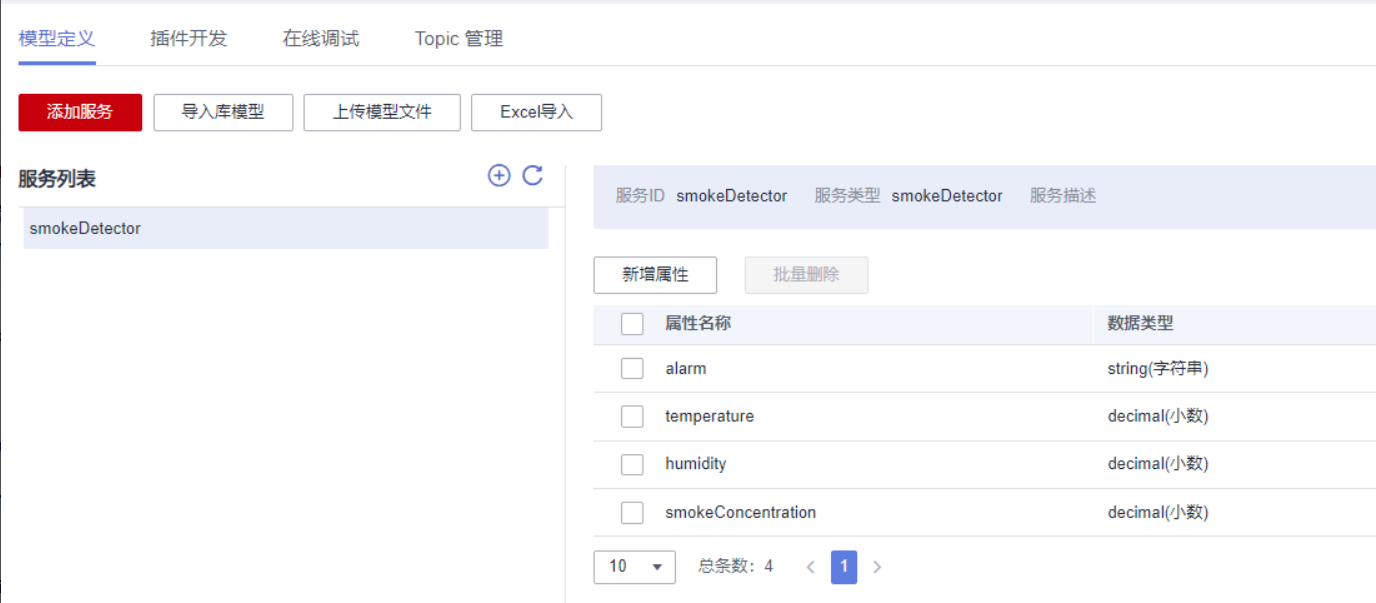 模型定义 插件开发 在线调试 Topic 管理
添加服务 导入库模型 上传模型文件 Excel导入
服务列表
smokeDetector
服务ID smokeDetector 服务类型 smokeDetector 服务描述
新增属性 批量删除
属性名称 数据类型
alarm string(字符串)
temperature decimal(小数)
humidity decimal(小数)
smokeConcentration decimal(小数)
10 总条数: 4 1